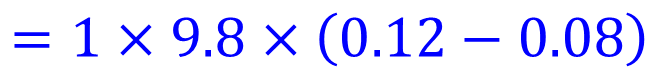 = 1 × 9.8 × (0.12 − 0.08)